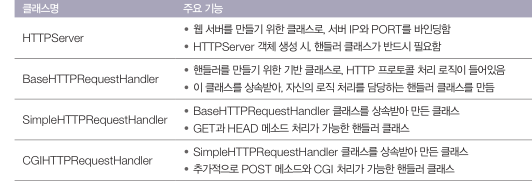 클래스명 주요 기능
HTTPServer
• 웹 서버를 만들기 위한 클래스로, 서버 IP와 PORT를 바인딩함
• HTTPServer 객체 생성 시, 핸들러 클래스가 반드시 필요함
BaseHTTPRequestHandler
• 핸들러를 만들기 위한 기반 클래스로, HTTP 프로토콜 처리 로직이 들어있음
• 이 클래스를 상속받아, 자신의 로직 처리를 담당하는 핸들러 클래스를 만듬
SimpleHTTPRequestHandler
• BaseHTTPRequestHandler 클래스를 상속받아 만든 클래스
• GET과 HEAD 메소드 처리가 가능한 핸들러 클래스
CGIHTTPRequestHandler
• SimpleHTTPRequestHandler 클래스를 상속받아 만든 클래스
• 추가적으로 POST 메소드와 CGI 처리가 가능한 핸들러 클래스